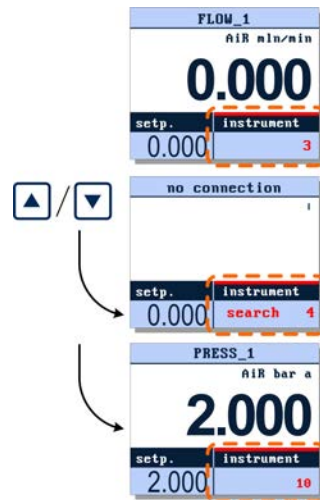 FLOW_1
AiR mln/min
0.000
setp. instrument
0.000 3
/
no connection
setp. instrument
0.000 search 4
PRESS_1
AiR bar a
2.000
setp. instrument
2.000 10